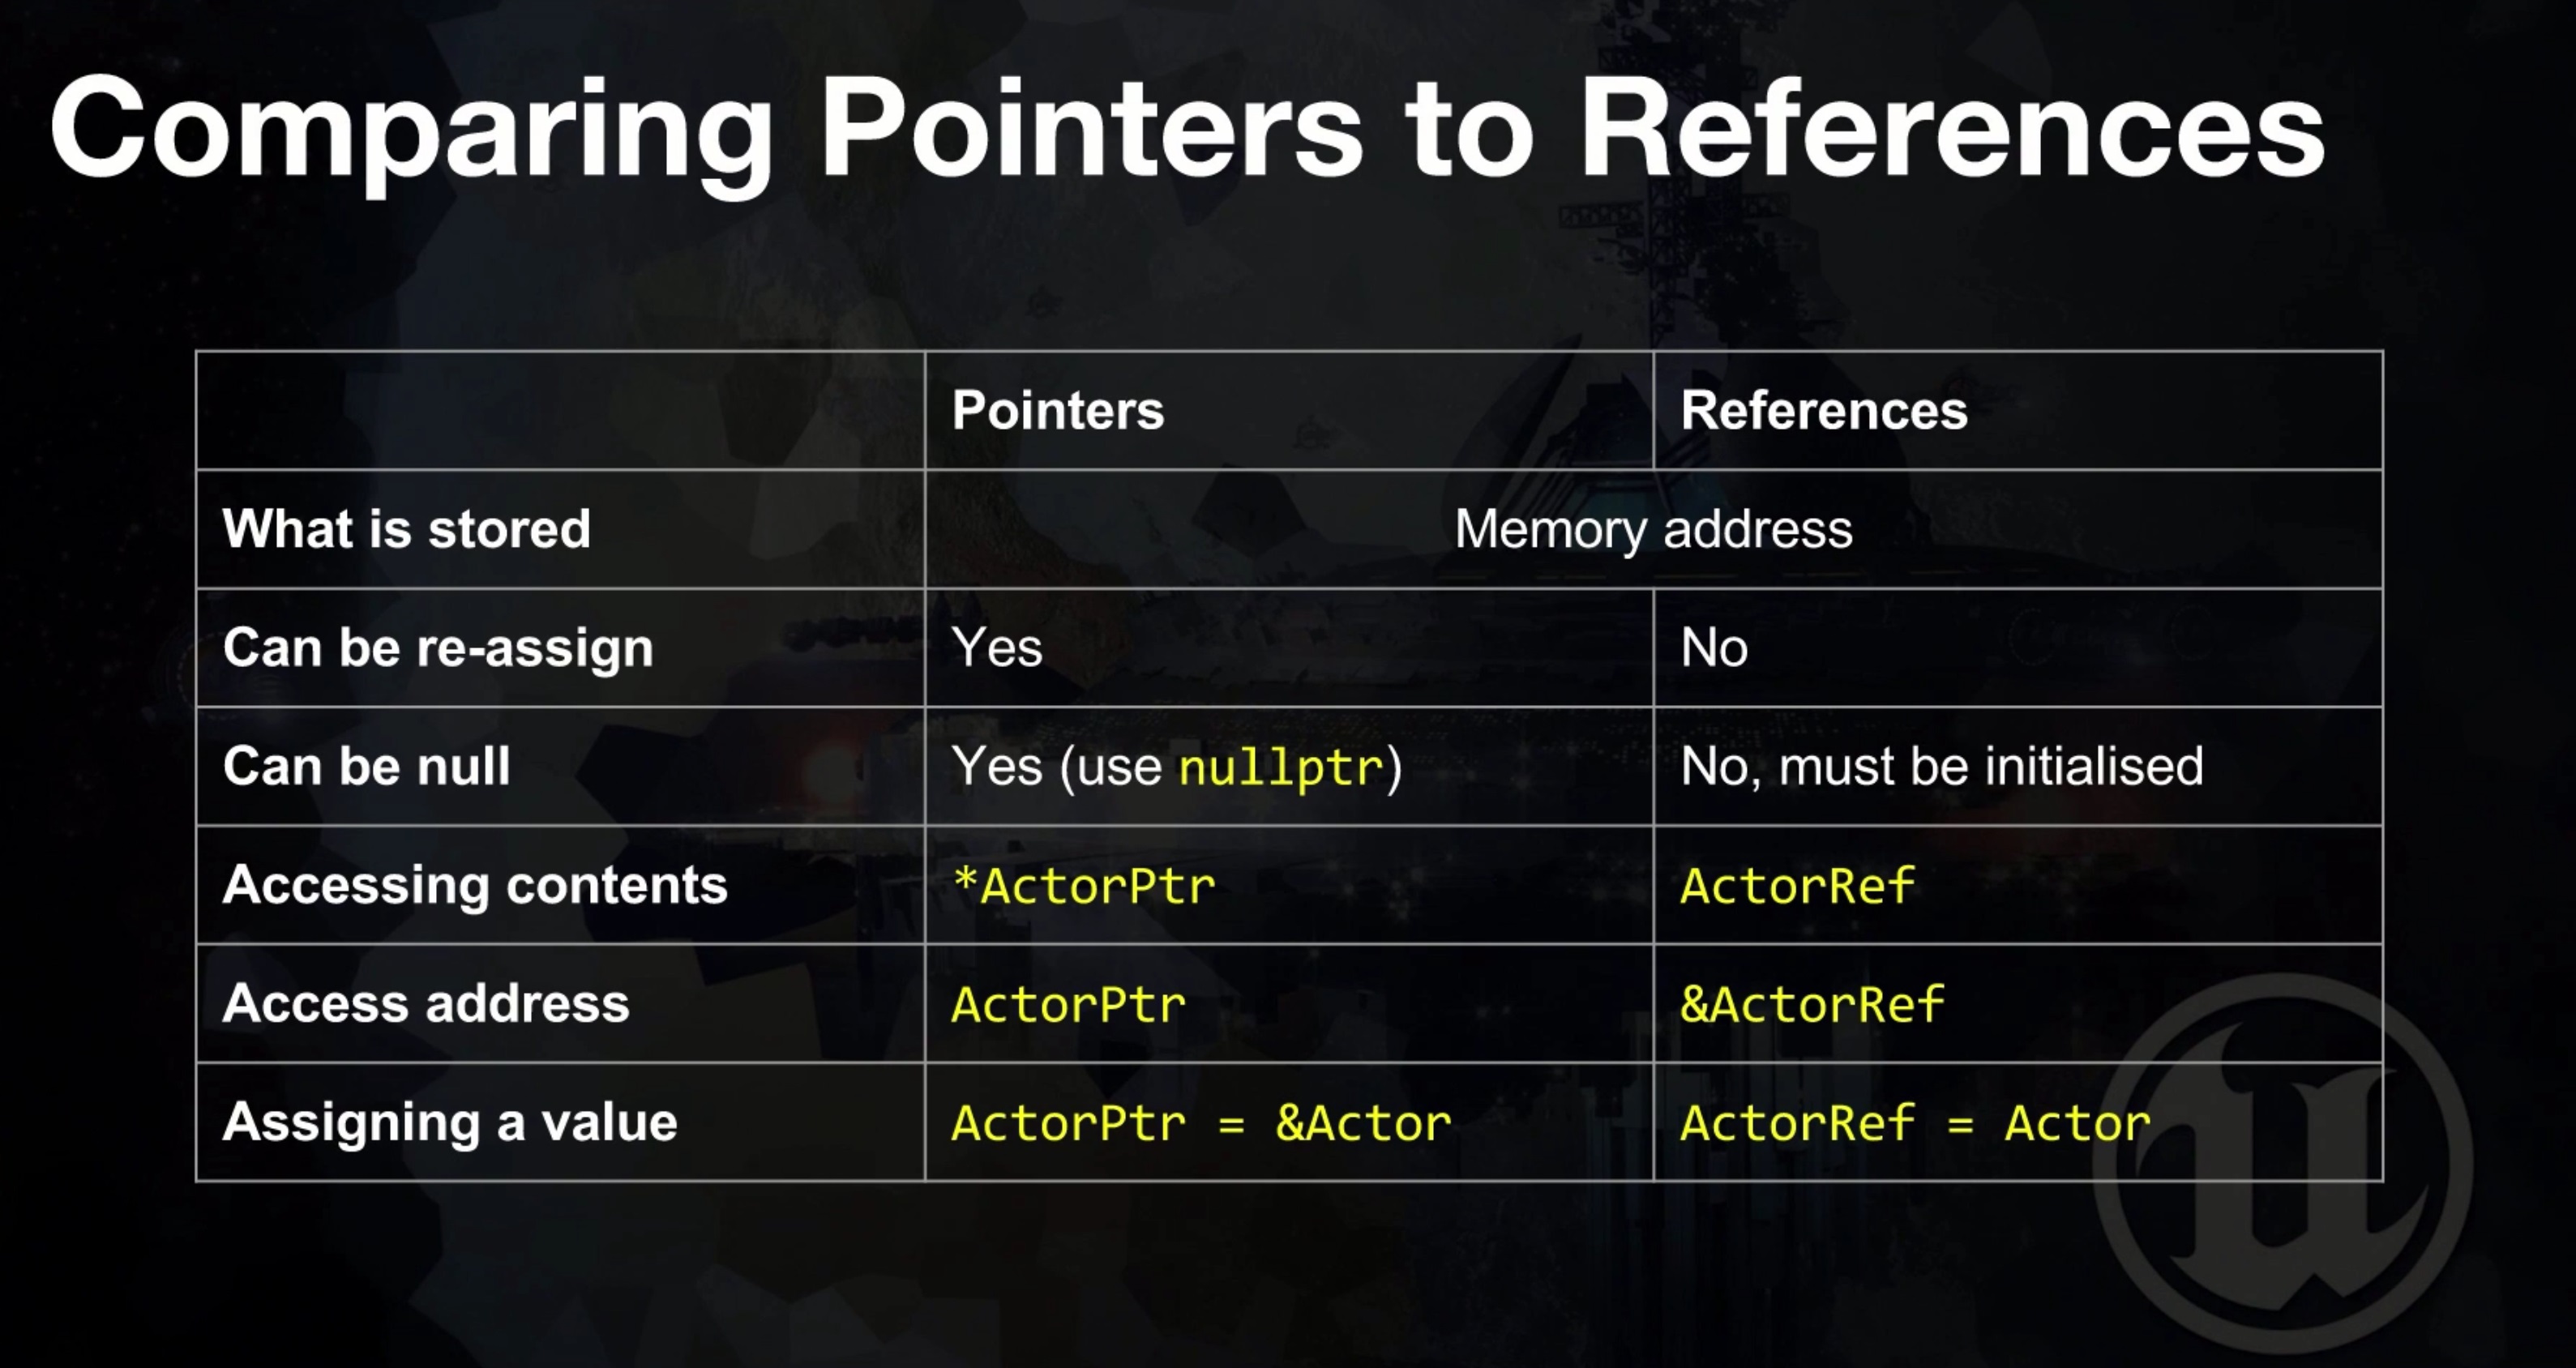 Comparing Pointers to References
Pointers References
What is stored Memory address
Can be re-assign Yes No
Can be null Yes (use nullptr) No, must be initialised
Accessing contents *ActorPtr ActorRef
Access address ActorPtr &ActorRef
Assigning a value ActorPtr = &Actor ActorRef = Actor